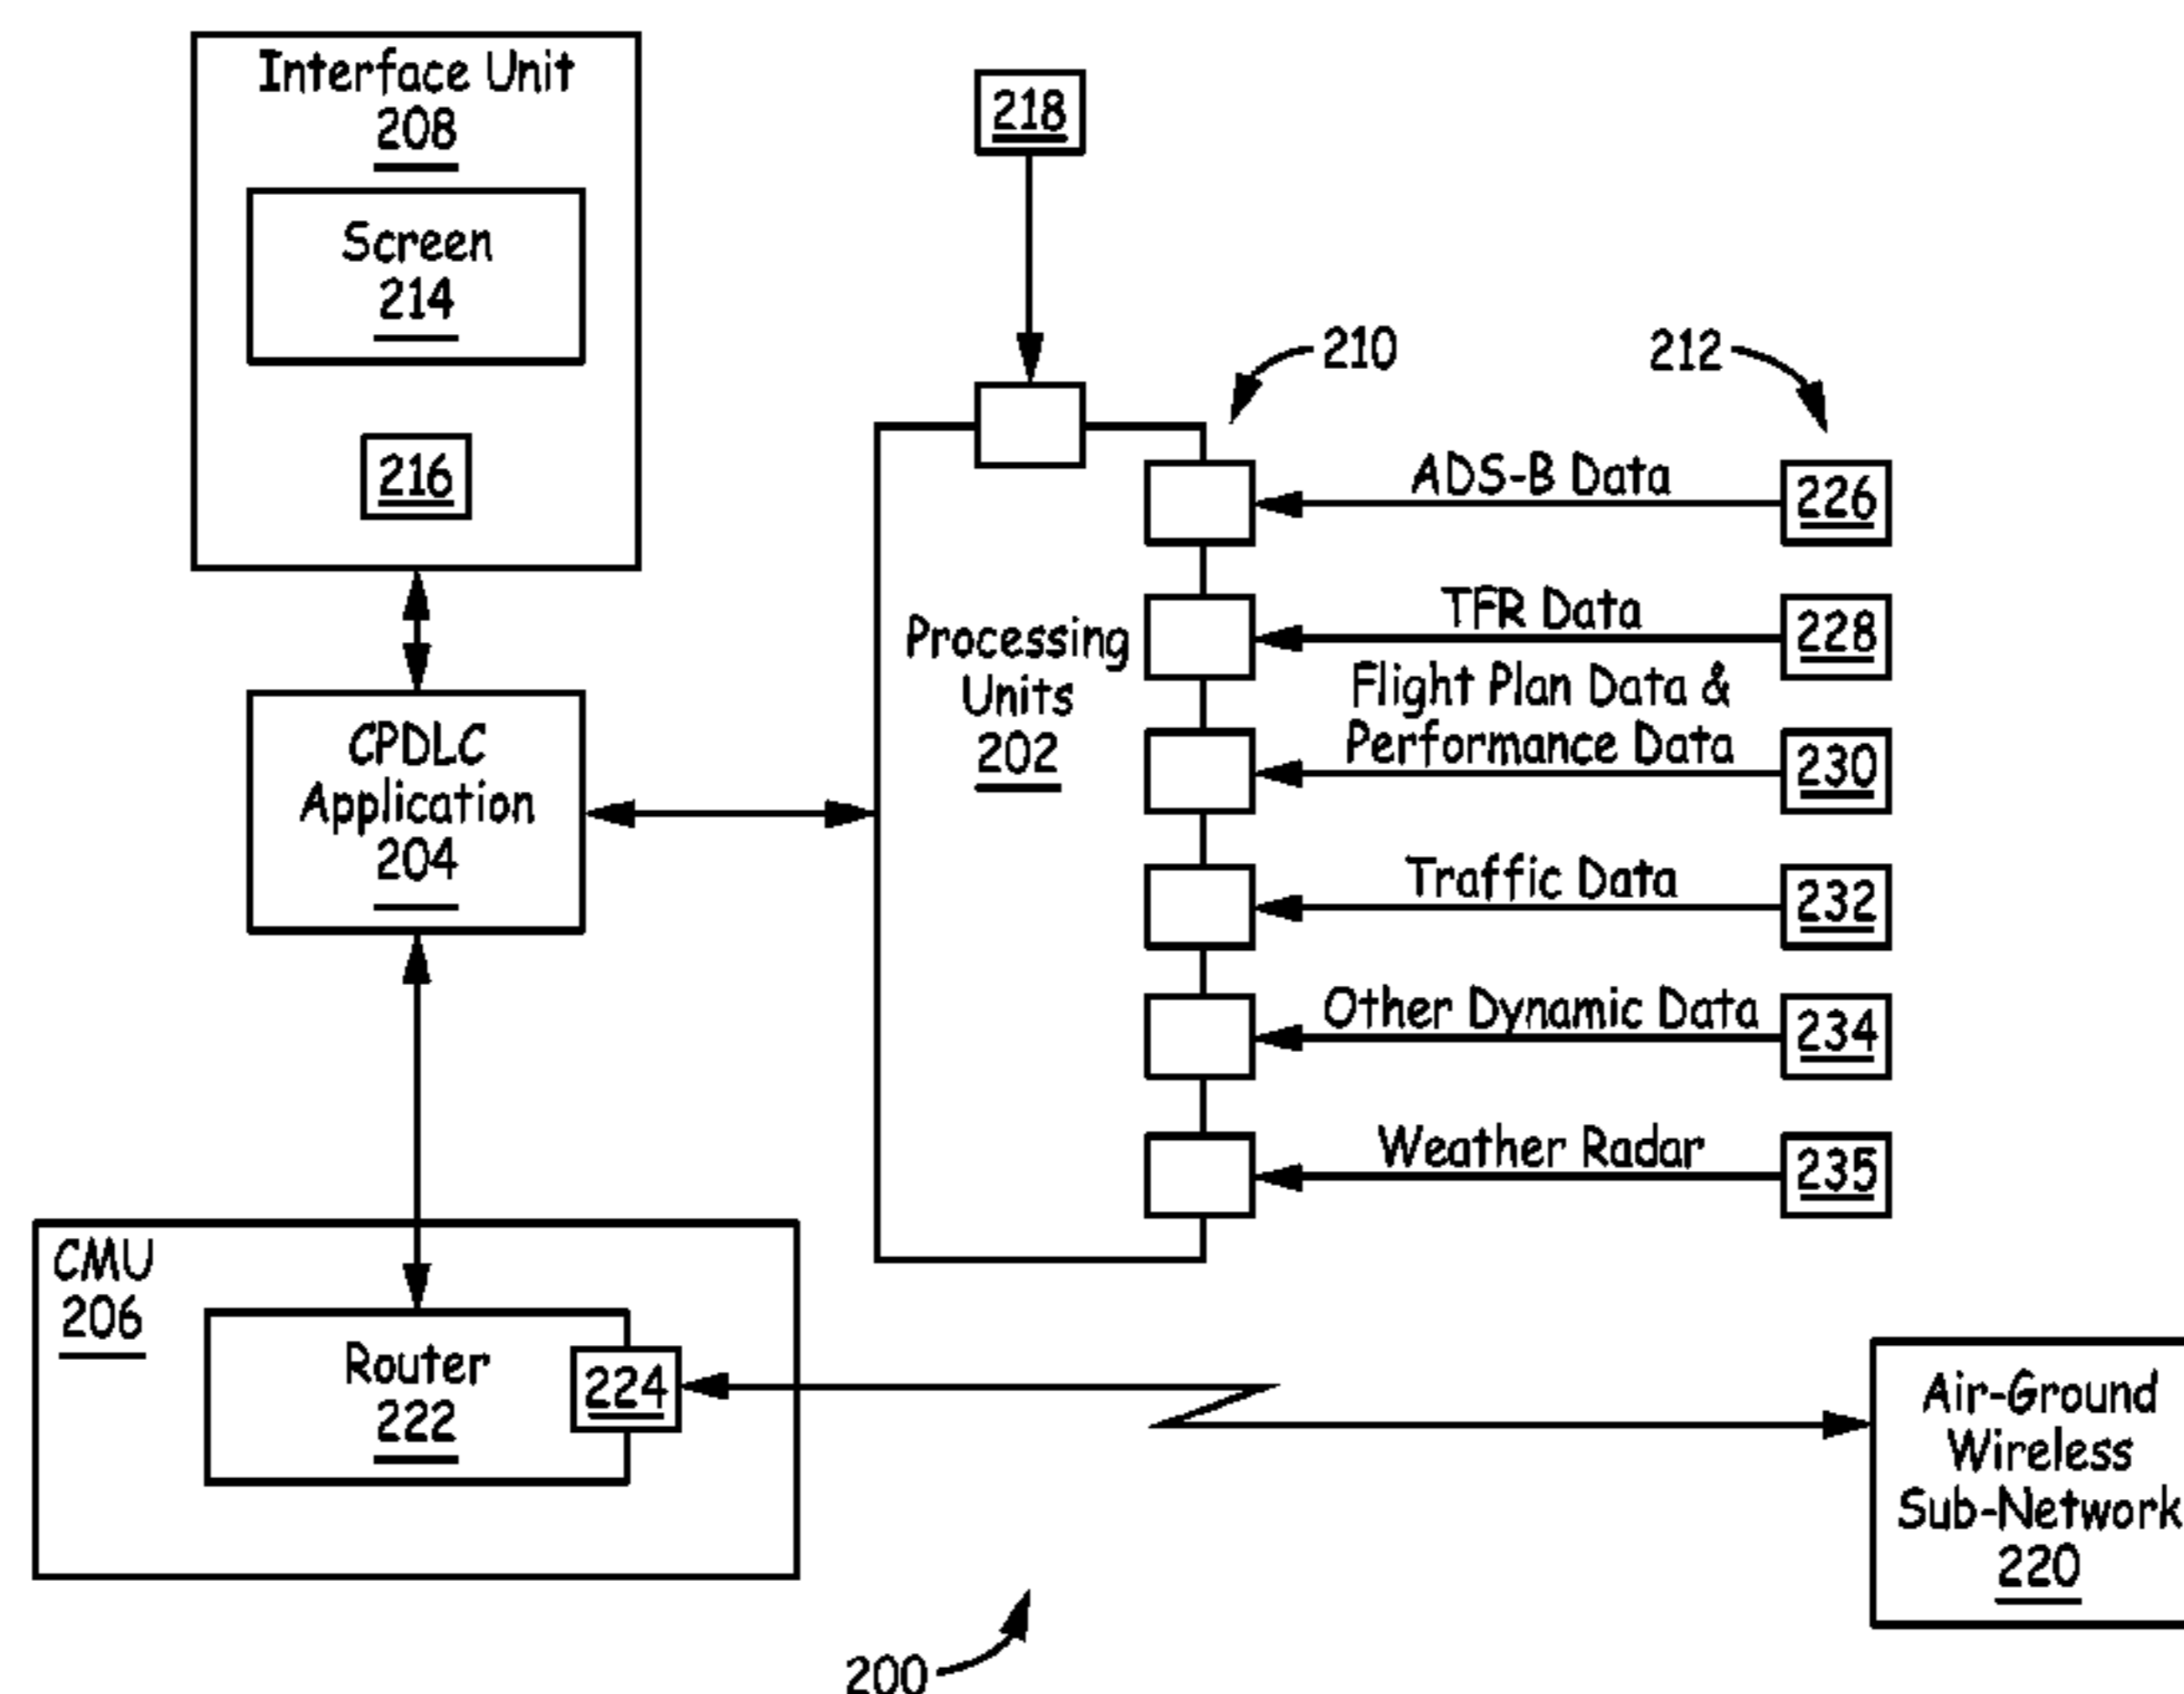 Interface Unit
208
Screen
214
216
218
210
212
ADS-B Data
226
TFR Data
228
Flight Plan Data &
Performance Data
230
Processing
Units
202
Traffic Data
232
Other Dynamic Data
234
Weather Radar
235
CPDLC
Application
204
CMU
206
Router
222
224
Air-Ground
Wireless
Sub-Network
220
200